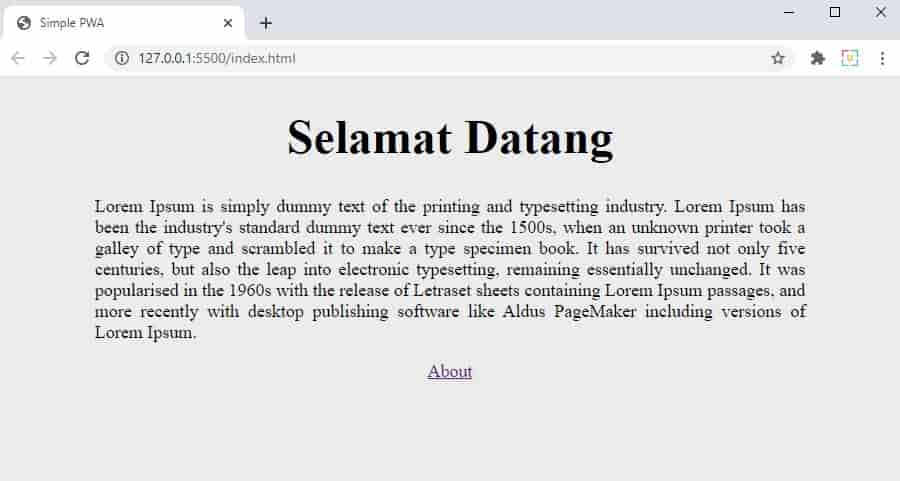 Simple PWA
127.0.0.1:5500/index.html
Selamat Datang
Lorem Ipsum is simply dummy text of the printing and typesetting industry. Lorem Ipsum has
been the industry's standard dummy text ever since the 1500s, when an unknown printer took a
galley of type and scrambled it to make a type specimen book. It has survived not only five
centuries, but also the leap into electronic typesetting, remaining essentially unchanged. It was
popularised in the 1960s with the release of Letraset sheets containing Lorem Ipsum passages, and
more recently with desktop publishing software like Aldus PageMaker including versions of
Lorem Ipsum.
About